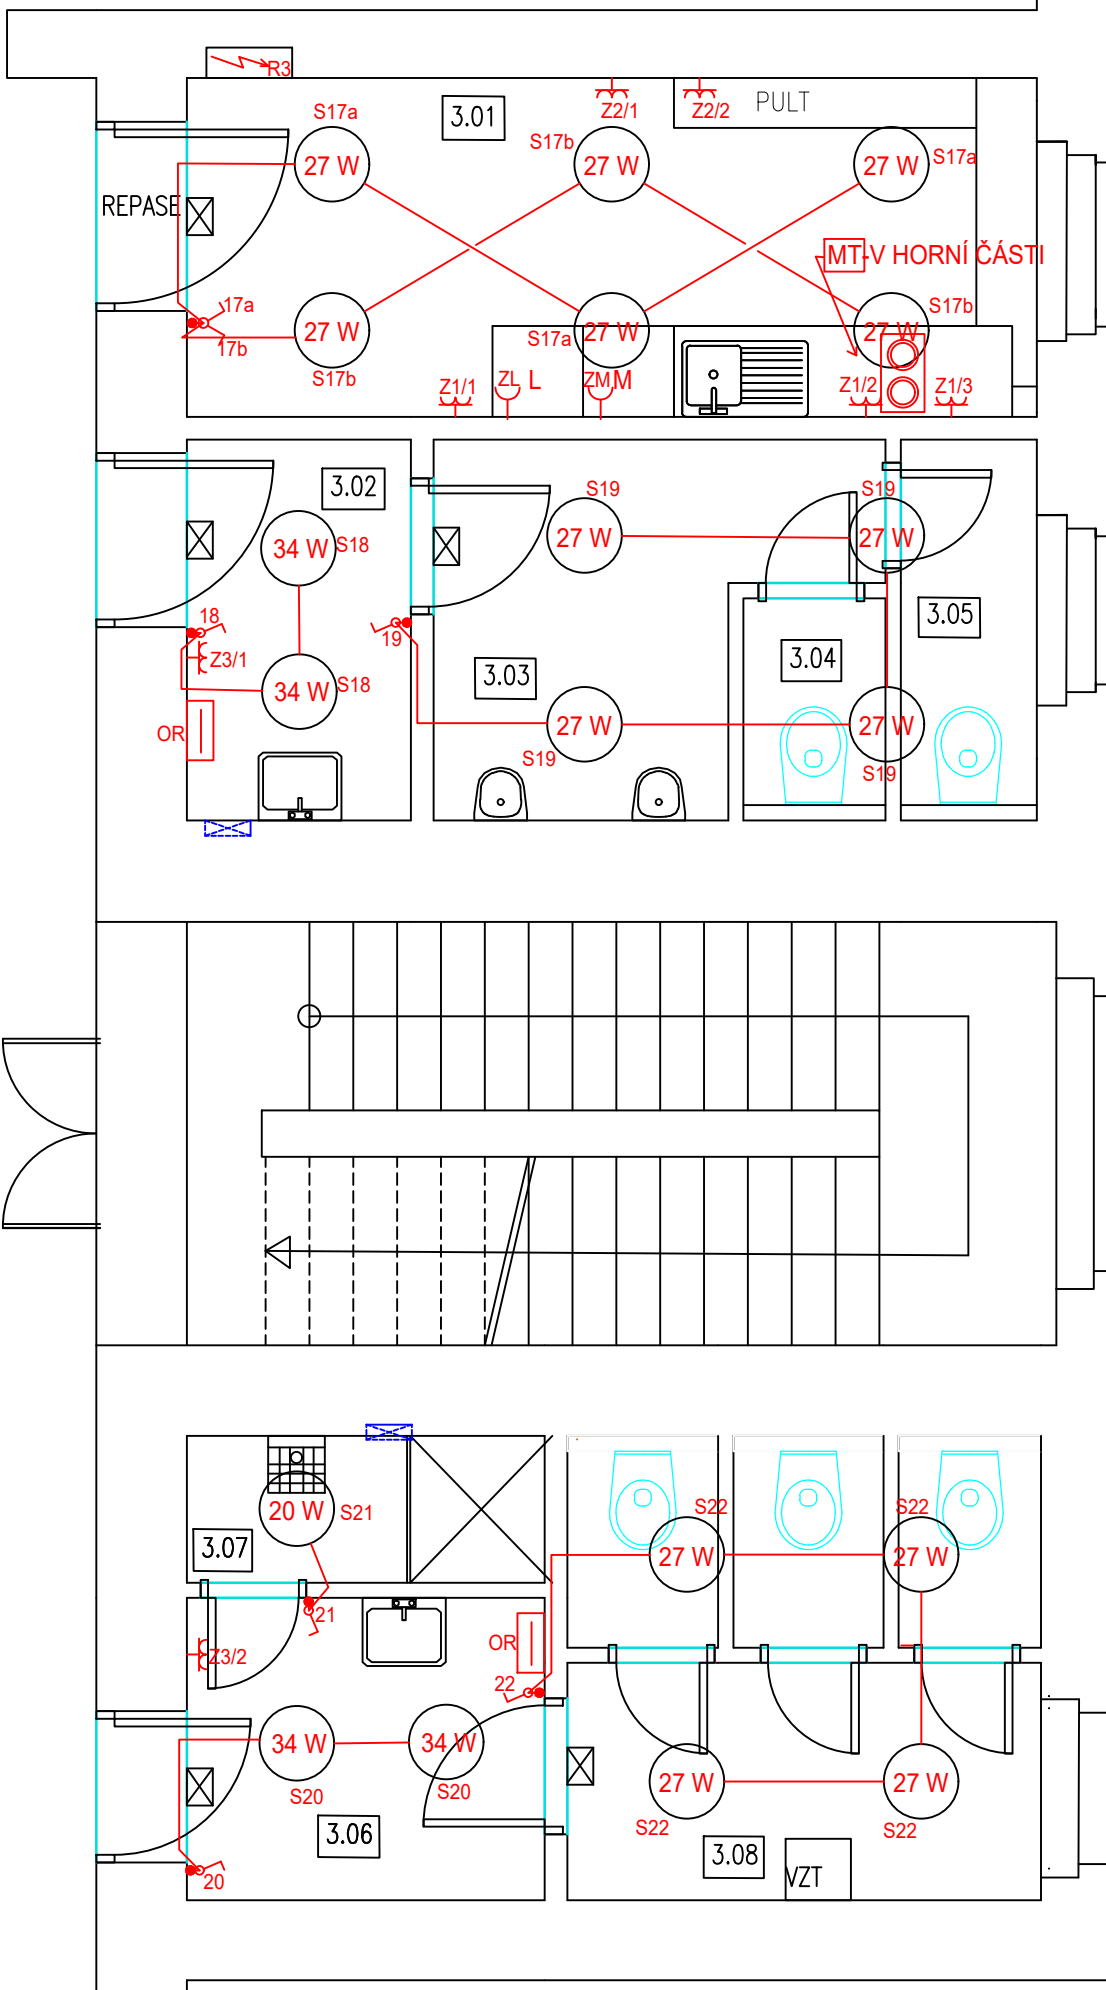 R3
S17a
3.01
Z2/1
Z2/2
PULT
S17b
S17a
27 W
27 W
27 W
REPASE
MT-V HORNÍ ČÁSTI
17a
17b
27 W
27 W
27 W
S17b
S17b
S17a
Z1/1
ZL L
ZM M
Z1/2
Z1/3
3.02
S19
S19
34 W
S18
27 W
27 W
18
19
Z3/1
3.03
3.04
3.05
34 W
S18
OR
27 W
27 W
S19
S19
20 W
S21
S22
S22
3.07
27 W
27 W
21
OR
Z3/2
22
34 W
34 W
S20
S20
27 W
27 W
S22
S22
3.06
3.08
VZT
20